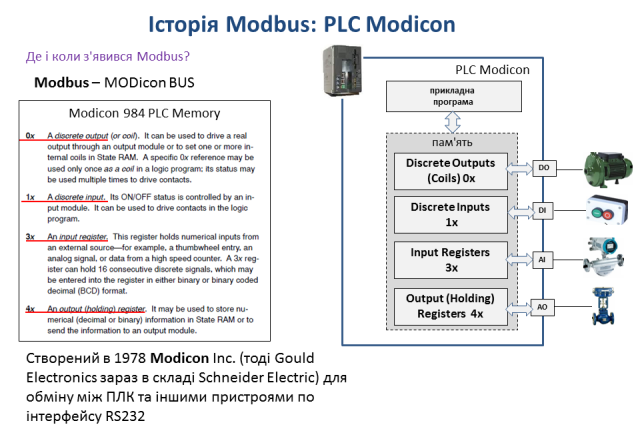 Історія Modbus: PLC Modicon
Де і коли з'явився Modbus?
Modbus – MODicon BUS
Modicon 984 PLC Memory
0x A discrete output (or coil). It can be used to drive a real
output through an output module or to set one or more in-
ternal coils in State RAM. A specific 0x reference may be
used only once as a coil in a logic program; its status may
be used multiple times to drive contacts.
1x A discrete input. Its ON/OFF status is controlled by an in-
put module. It can be used to drive contacts in the logic
program.
3x An input register. This register holds numerical inputs from
an external source—for example, a thumbwheel entry, an
analog signal, or data from a high speed counter. A 3x reg-
ister can hold 16 consecutive discrete signals, which may
be entered into the register in either binary or binary coded
decimal (BCD) format.
4x An output (holding) register. It may be used to store nu-
merical (decimal or binary) information in State RAM or to
send the information to an output module.
Створений в 1978 Modicon Inc. (тоді Gould
Electronics зараз в складі Schneider Electric) для
обміну між ПЛК та іншими пристроями по
інтерфейсу RS232
PLC Modicon
прикладна
програма
пам'ять
Discrete Outputs
(Coils) 0x
DO
Discrete Inputs
1x
DI
Input Registers
3x
AI
Output (Holding)
Registers 4x
AO